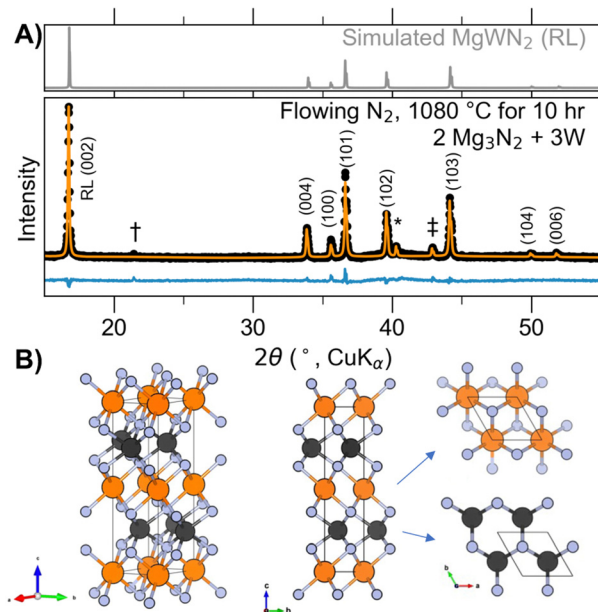 A)
Simulated MgWN₂ (RL)
Flowing N₂, 1080 °C for 10 hr
2 Mg₃N₂ + 3W
Intensity
RL (002)
†
(004)
(100)
(101)
(102)
*
‡
(103)
(104)
(006)
20
30
40
50
2θ (°, CuKα)
B)
c
a
b
c
b
b
a